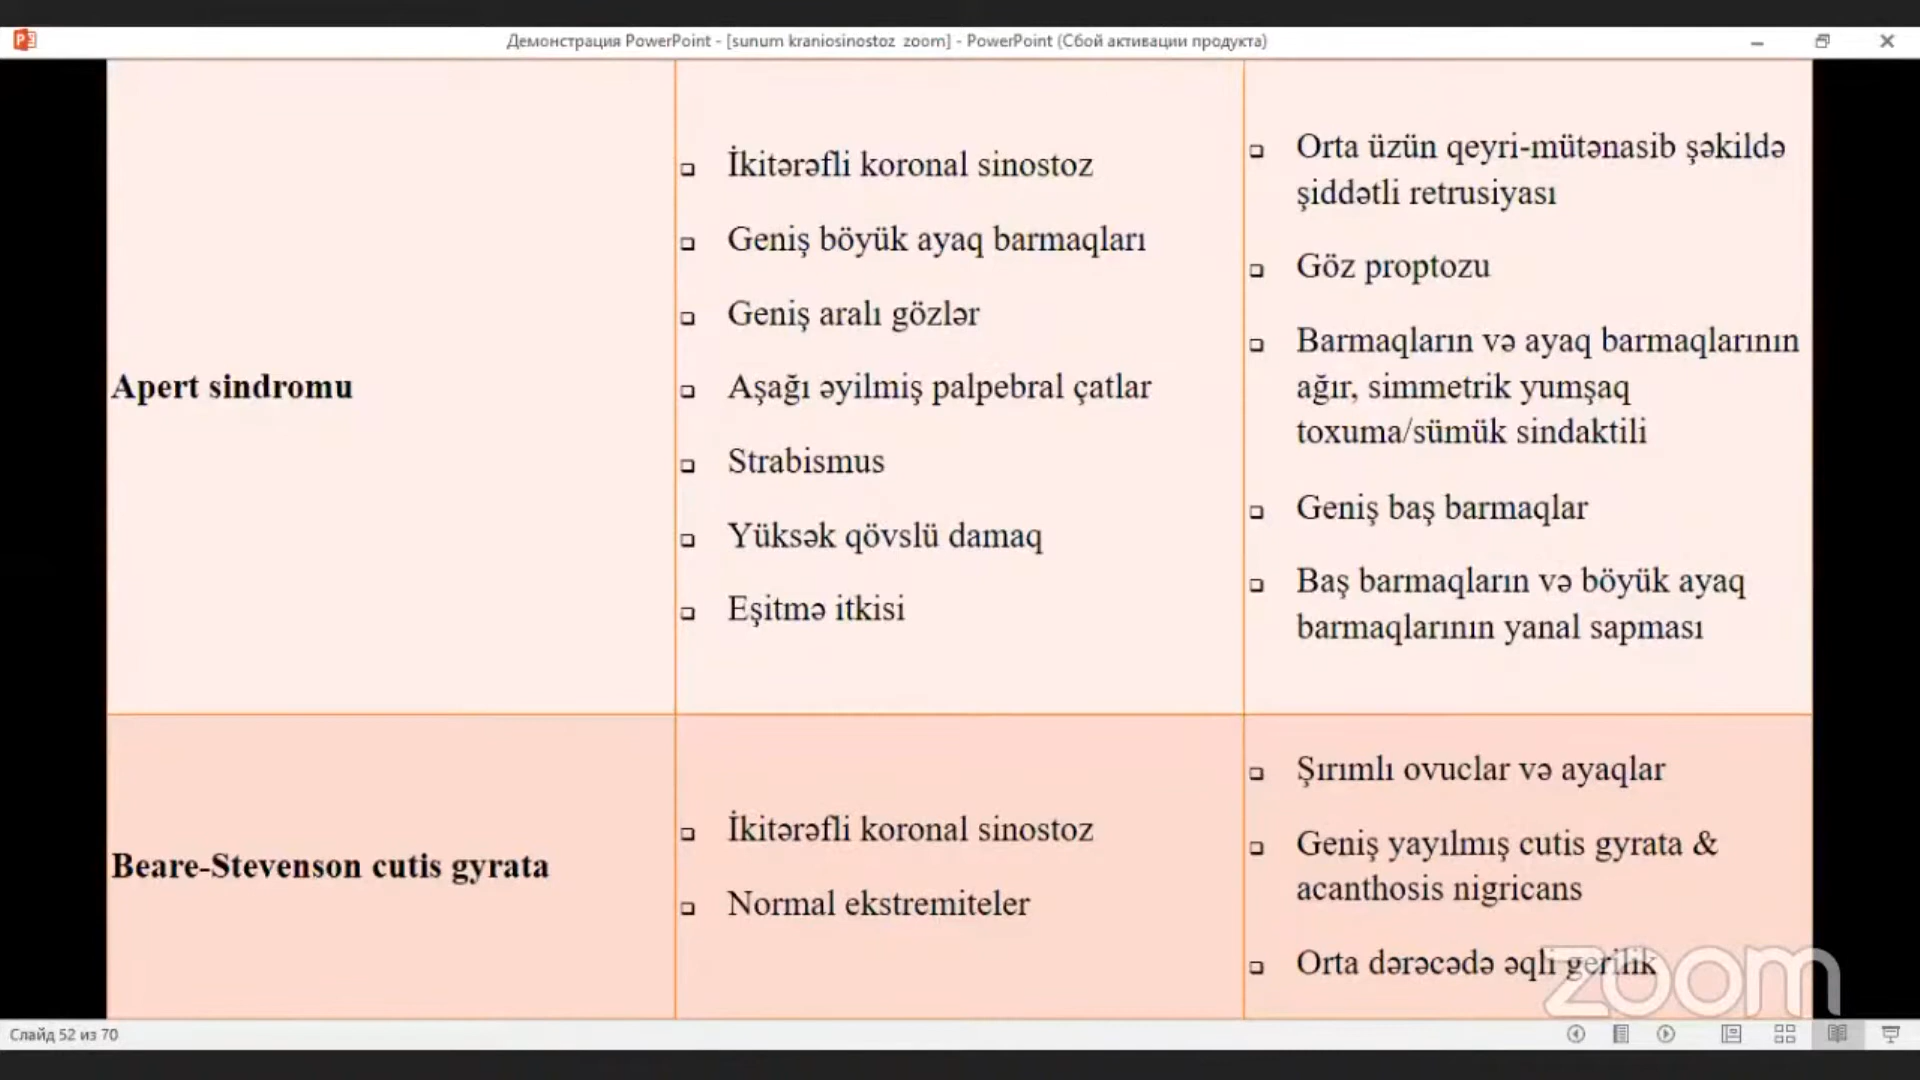 Демонстрация PowerPoint - [sunum kraniosinostoz zoom] - PowerPoint (Сбой активации продукта)
Apert sindromu
İkitərəfli koronal sinostoz
Geniş böyük ayaq barmaqları
Geniş aralı gözlər
Aşağı əyilmiş palpebral çatlar
Strabismus
Yüksək qövslü damaq
Eşitmə itkisi
Orta üzün qeyri-mütənasib şəkildə
şiddətli retrusiyası
Göz proptozu
Barmaqların və ayaq barmaqlarının
ağır, simmetrik yumşaq
toxuma/sümük sindaktili
Geniş baş barmaqlar
Baş barmaqların və böyük ayaq
barmaqlarının yanal sapması
Beare-Stevenson cutis gyrata
İkitərəfli koronal sinostoz
Normal ekstremiteler
Şırımlı ovuclar və ayaqlar
Geniş yayılmış cutis gyrata &
acanthosis nigricans
Orta dərəcədə əqli gerilik
zoom
Слайд 52 из 70